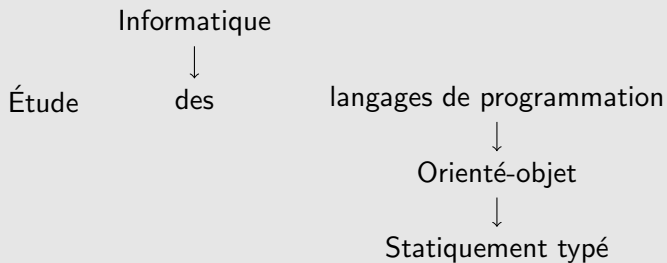 Informatique
Étude des langages de programmation
Orienté-objet
Statiquement typé